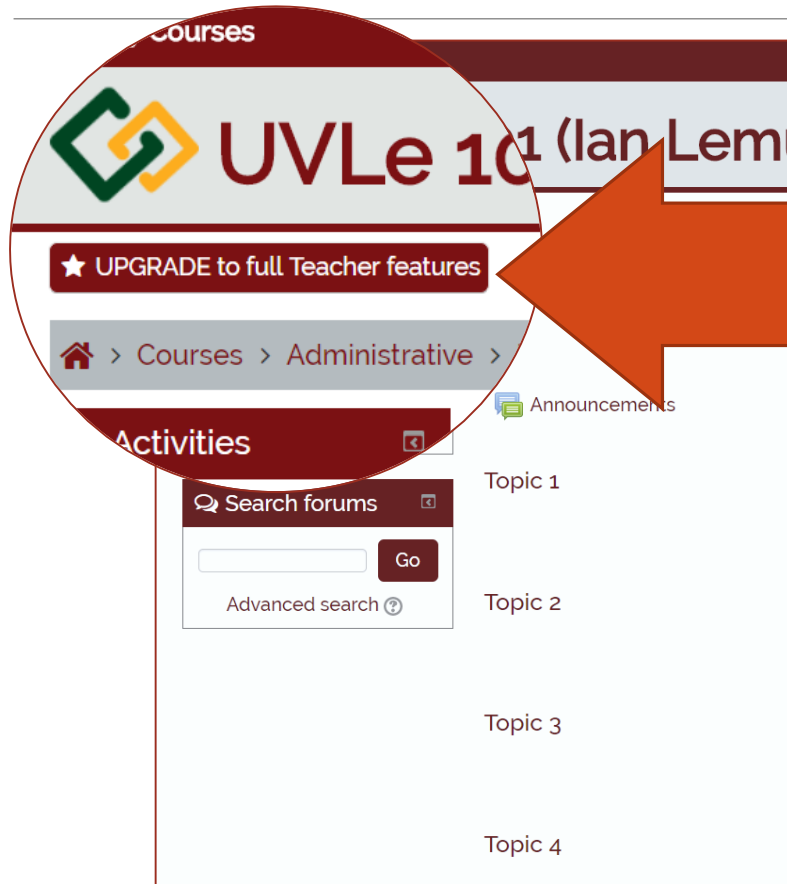 Courses
UVLe 10
1 (Ian Lem
UPGRADE to full Teacher features
> Courses > Administrative >
Announcements
Activities
Topic 1
Search forums
Go
Advanced search
Topic 2
Topic 3
Topic 4